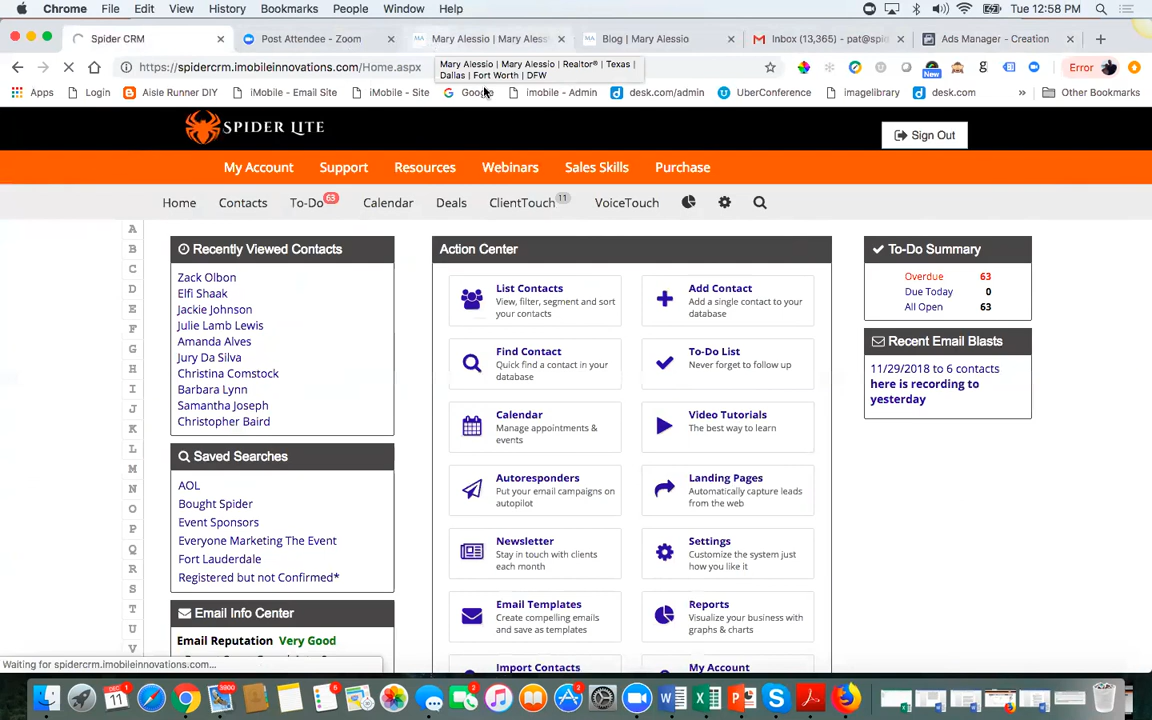 Chrome File Edit View History Bookmarks People Window Help Tue 12:58 PM
Spider CRM Post Attendee - Zoom Mary Alessio | Mary Aless Blog | Mary Alessio Inbox (13,365) - pat@spi Ads Manager - Creation
https://spidercrm.imobileinnovations.com/Home.aspx New Error
Mary Alessio | Mary Alessio | Realtor® | Texas |
Dallas | Fort Worth | DFW
Apps Login Aisle Runner DIY iMobile - Email Site iMobile - Site Google imobile - Admin desk.com/admin UberConference imagelibrary desk.com » Other Bookmarks
SPIDER LITE
Sign Out
My Account Support Resources Webinars Sales Skills Purchase
Home Contacts To-Do 63 Calendar Deals ClientTouch 11 VoiceTouch
A
B
C
D
E
F
G
H
I
J
K
L
M
N
O
P
Q
R
S
T
U
V
Recently Viewed Contacts
Zack Olbon
Elfi Shaak
Jackie Johnson
Julie Lamb Lewis
Amanda Alves
Jury Da Silva
Christina Comstock
Barbara Lynn
Samantha Joseph
Christopher Baird
Saved Searches
AOL
Bought Spider
Event Sponsors
Everyone Marketing The Event
Fort Lauderdale
Registered but not Confirmed*
Email Info Center
Email Reputation Very Good
Action Center
List Contacts
View, filter, segment and sort
your contacts
Add Contact
Add a single contact to your
database
Find Contact
Quick find a contact in your
database
To-Do List
Never forget to follow up
Calendar
Manage appointments &
events
Video Tutorials
The best way to learn
Autoresponders
Put your email campaigns on
autopilot
Landing Pages
Automatically capture leads
from the web
Newsletter
Stay in touch with clients
each month
Settings
Customize the system just
how you like it
Email Templates
Create compelling emails
and save as templates
Reports
Visualize your business with
graphs & charts
Import Contacts
My Account
To-Do Summary
Overdue 63
Due Today 0
All Open 63
Recent Email Blasts
11/29/2018 to 6 contacts
here is recording to
yesterday
Waiting for spidercrm.imobileinnovations.com...